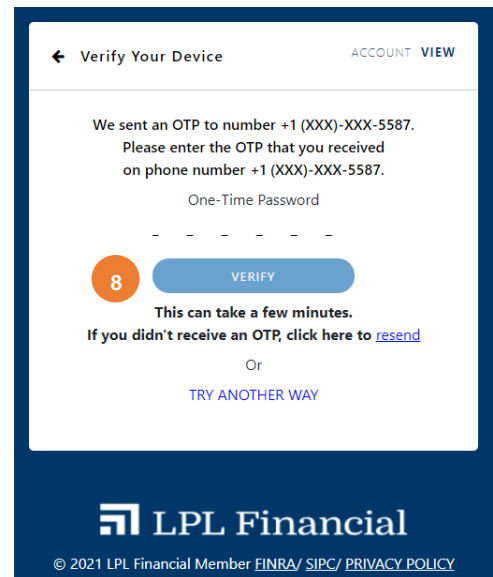 ← Verify Your Device ACCOUNT VIEW
We sent an OTP to number +1 (XXX)-XXX-5587.
Please enter the OTP that you received
on phone number +1 (XXX)-XXX-5587.
One-Time Password
_ _ _ _ _ _
8 VERIFY
This can take a few minutes.
If you didn't receive an OTP, click here to resend
Or
TRY ANOTHER WAY
LPL Financial
© 2021 LPL Financial Member FINRA/ SIPC/ PRIVACY POLICY